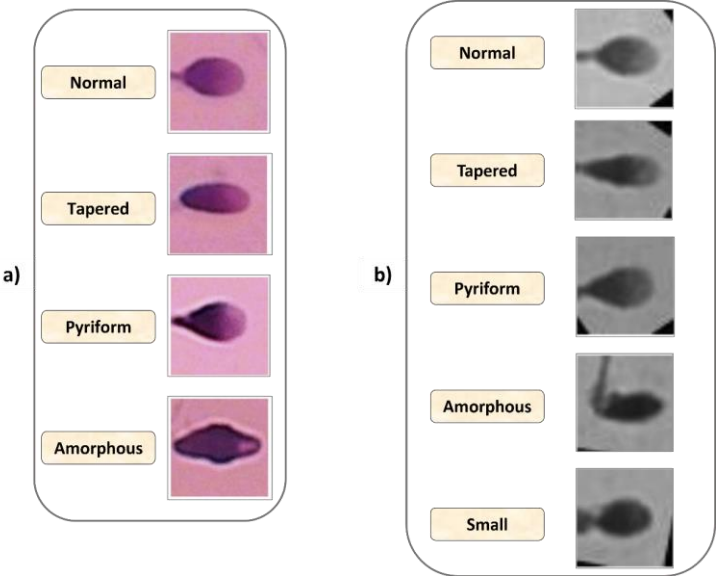 a)
Normal
Tapered
Pyriform
Amorphous
b)
Normal
Tapered
Pyriform
Amorphous
Small